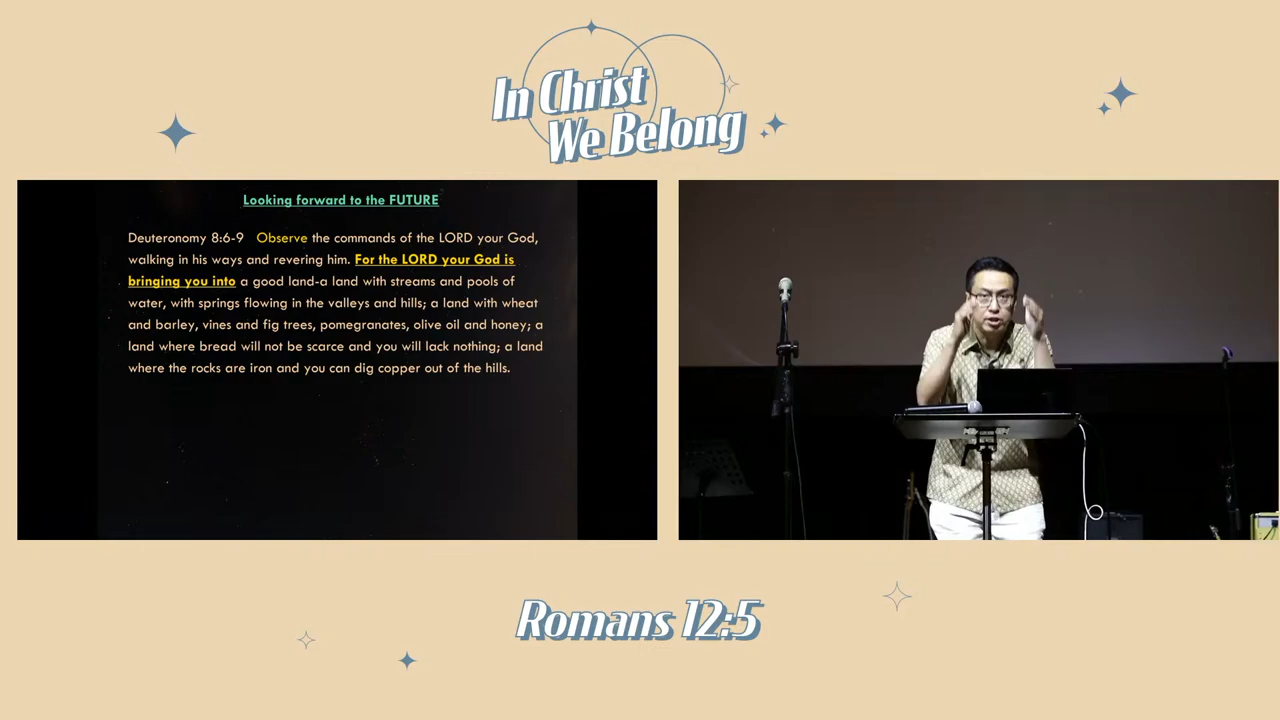 In Christ
We Belong
Looking forward to the FUTURE
Deuteronomy 8:6-9 Observe the commands of the LORD your God,
walking in his ways and revering him. For the LORD your God is
bringing you into a good land-a land with streams and pools of
water, with springs flowing in the valleys and hills; a land with wheat
and barley, vines and fig trees, pomegranates, olive oil and honey; a
land where bread will not be scarce and you will lack nothing; a land
where the rocks are iron and you can dig copper out of the hills.
Romans 12:5